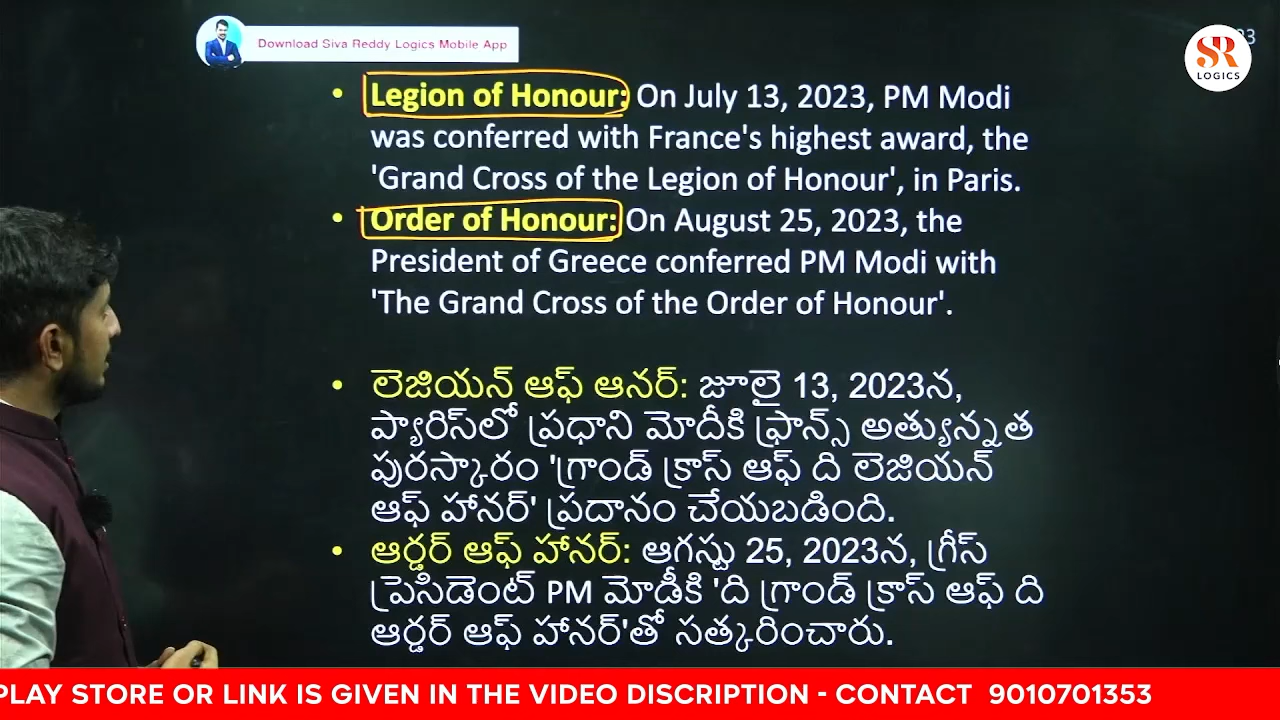 Download Siva Reddy Logics Mobile App
SR
LOGICS
• Legion of Honour: On July 13, 2023, PM Modi
was conferred with France's highest award, the
'Grand Cross of the Legion of Honour', in Paris.
• Order of Honour: On August 25, 2023, the
President of Greece conferred PM Modi with
'The Grand Cross of the Order of Honour'.
• లెజియన్ ఆఫ్ ఆనర్: జూలై 13, 2023న,
ప్యారిస్‌లో ప్రధాని మోదీకి ఫ్రాన్స్ అత్యున్నత
పురస్కారం 'గ్రాండ్ క్రాస్ ఆఫ్ ది లెజియన్
ఆఫ్ హానర్' ప్రదానం చేయబడింది.
• ఆర్డర్ ఆఫ్ హానర్: ఆగస్టు 25, 2023న, గ్రీస్
ప్రెసిడెంట్ PM మోడీకి 'ది గ్రాండ్ క్రాస్ ఆఫ్ ది
ఆర్డర్ ఆఫ్ హానర్'తో సత్కరించారు.
PLAY STORE OR LINK IS GIVEN IN THE VIDEO DISCRIPTION - CONTACT 9010701353